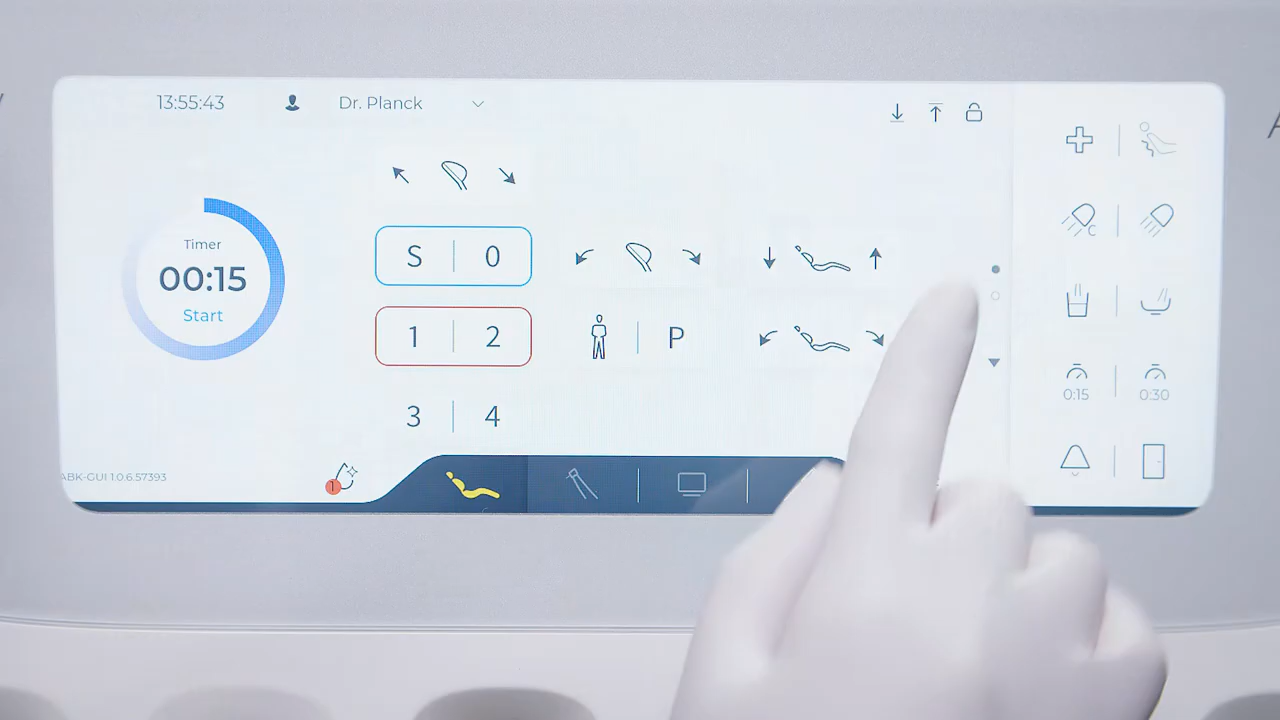 13:55:43
Dr. Planck
Timer
00:15
Start
S 0
1 2
P
3 4
C
0:15 0:30
ABK-GUI 1.0.6.57393
1